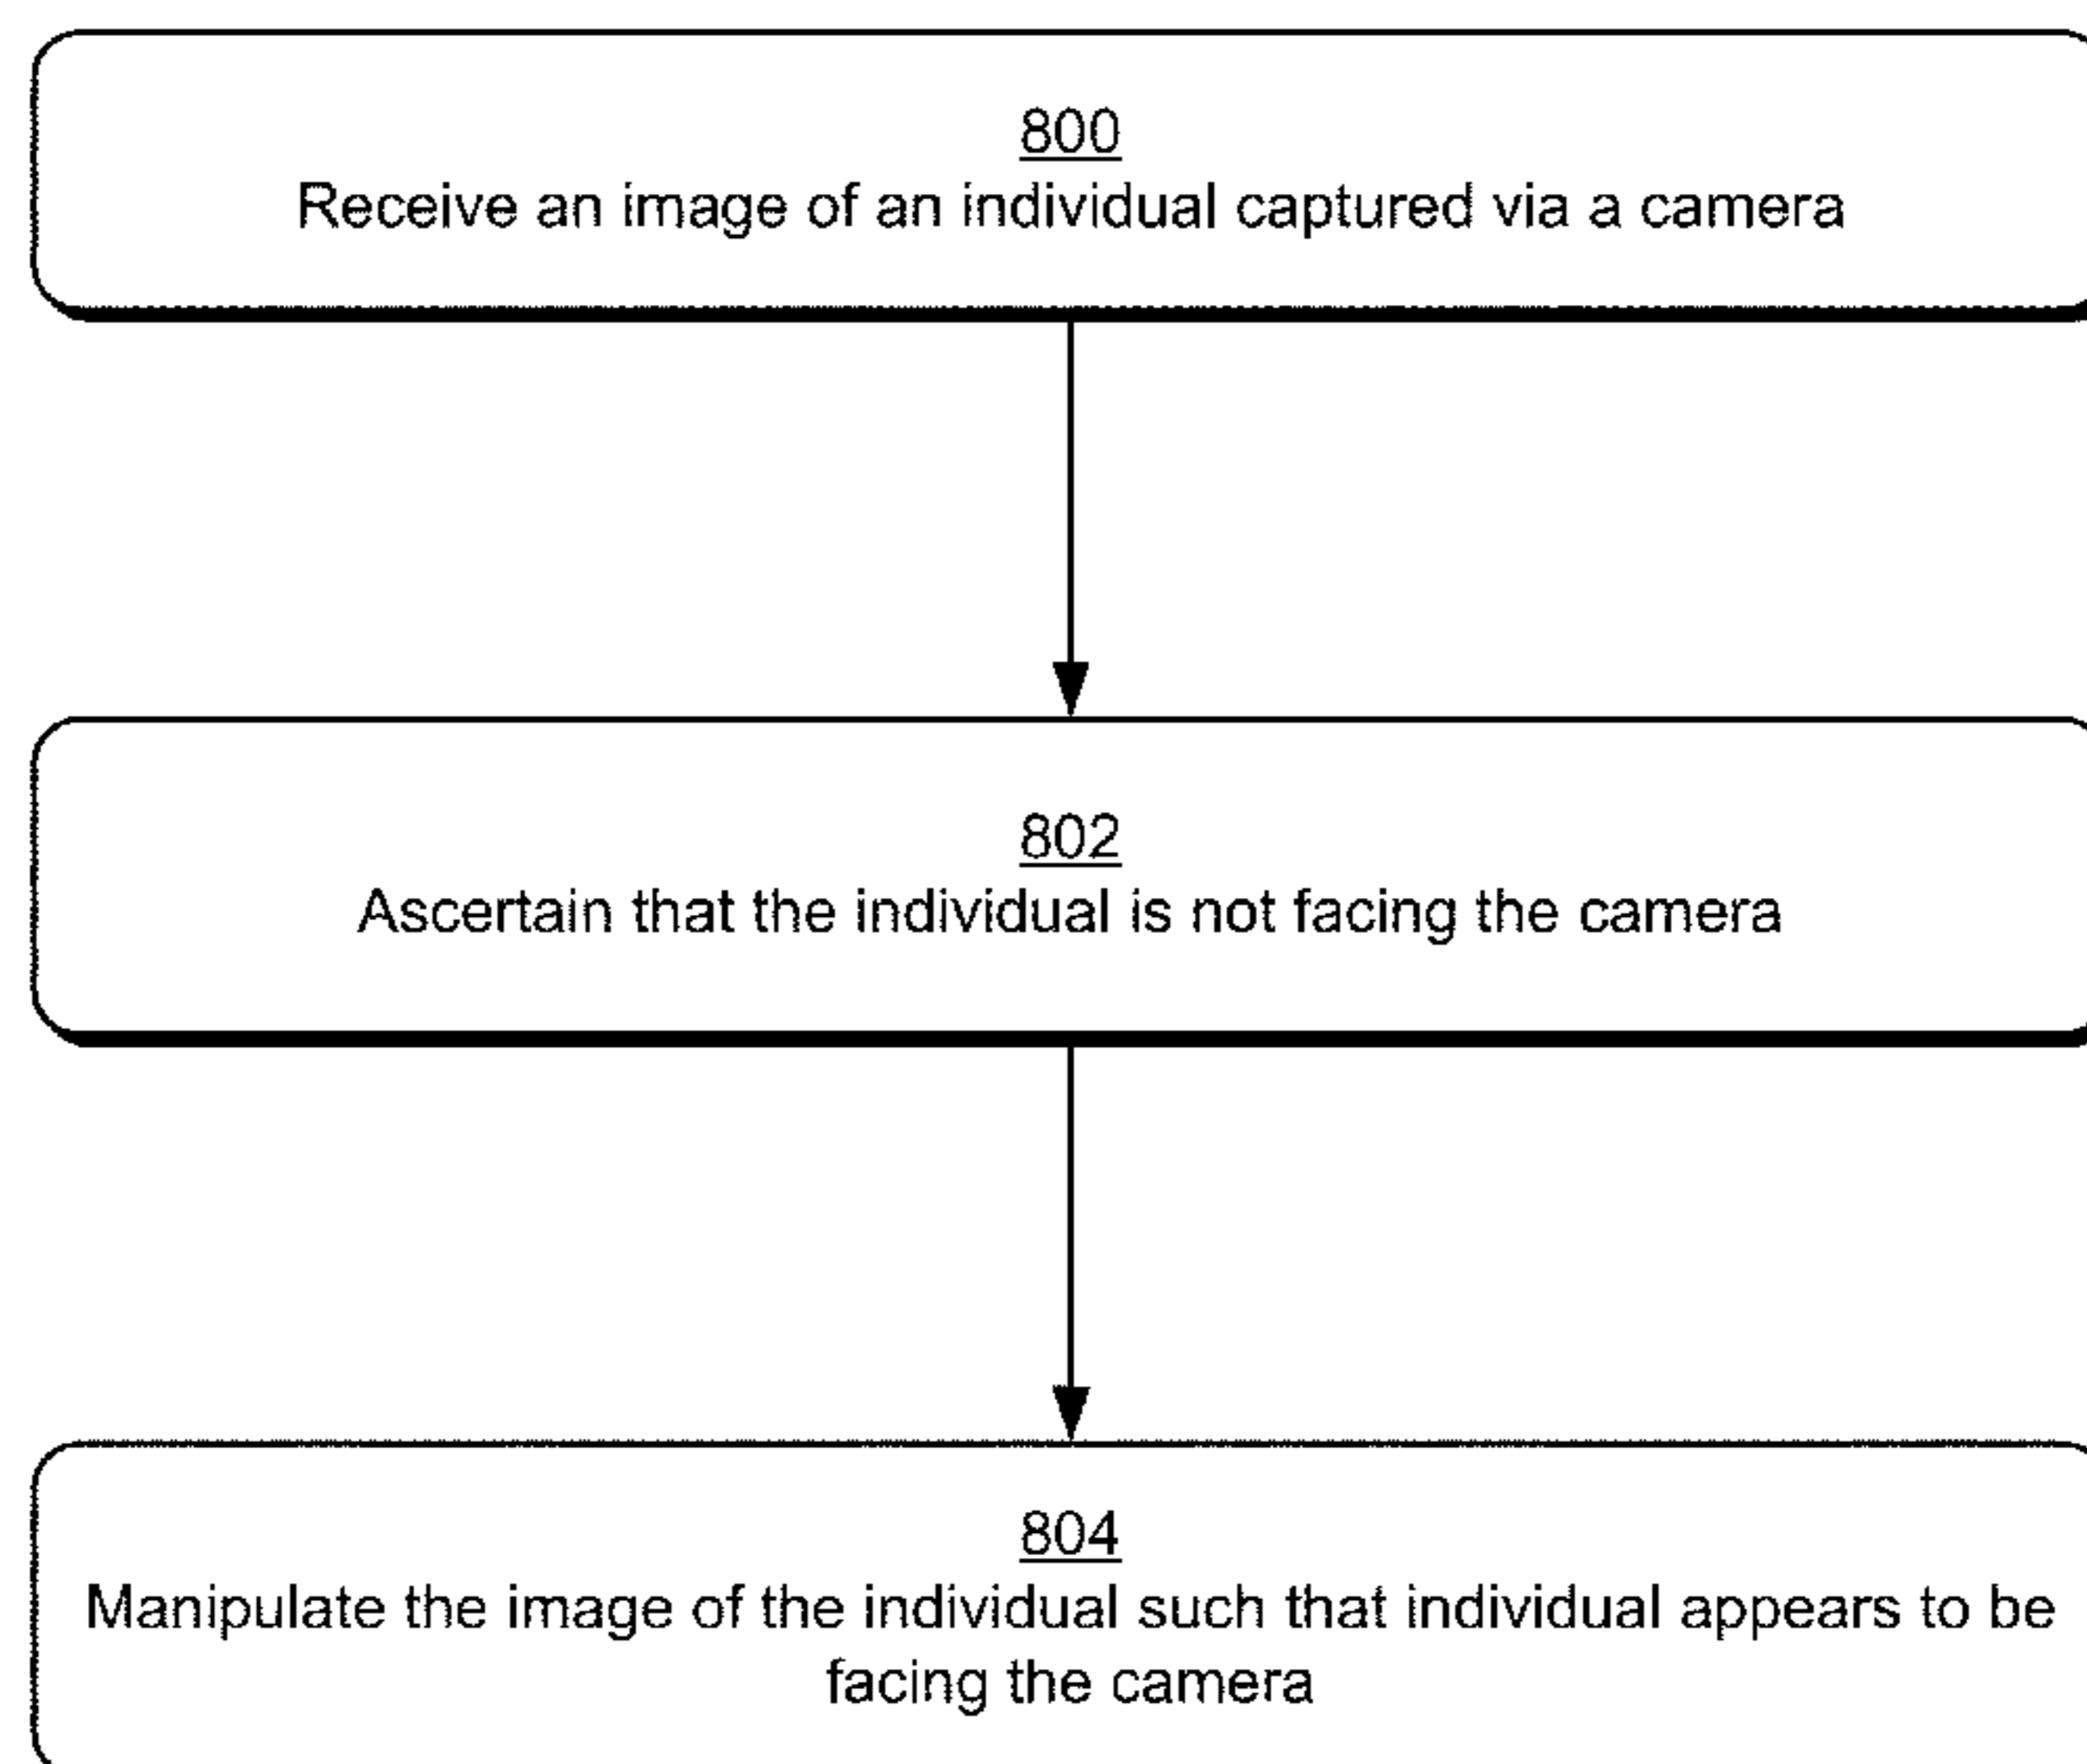 800
Receive an image of an individual captured via a camera
802
Ascertain that the individual is not facing the camera
804
Manipulate the image of the individual such that individual appears to be
facing the camera